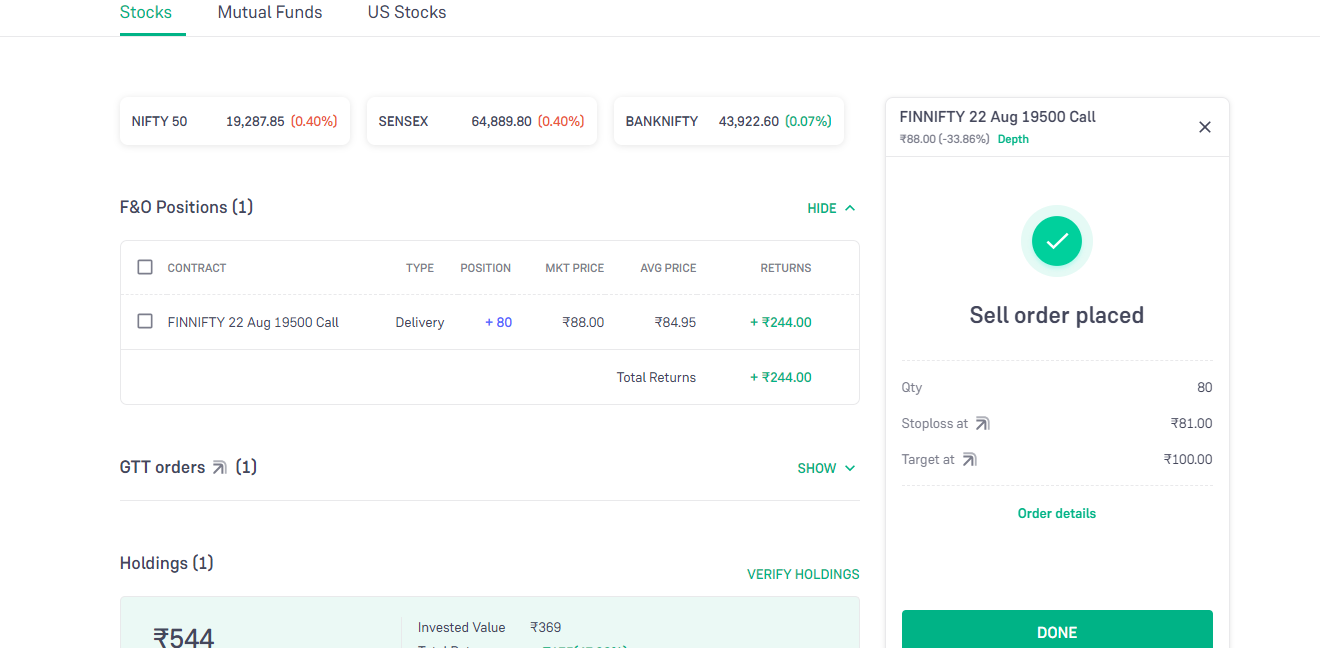 Stocks Mutual Funds US Stocks
NIFTY 50 19,287.85 (0.40%) SENSEX 64,889.80 (0.40%) BANKNIFTY 43,922.60 (0.07%)
F&O Positions (1) HIDE
CONTRACT TYPE POSITION MKT PRICE AVG PRICE RETURNS
FINNIFTY 22 Aug 19500 Call Delivery + 80 ₹88.00 ₹84.95 + ₹244.00
Total Returns + ₹244.00
GTT orders (1) SHOW
Holdings (1)
VERIFY HOLDINGS
₹544
Invested Value ₹369
FINNIFTY 22 Aug 19500 Call
₹88.00 (-33.86%) Depth
Sell order placed
Qty 80
Stoploss at ₹81.00
Target at ₹100.00
Order details
DONE